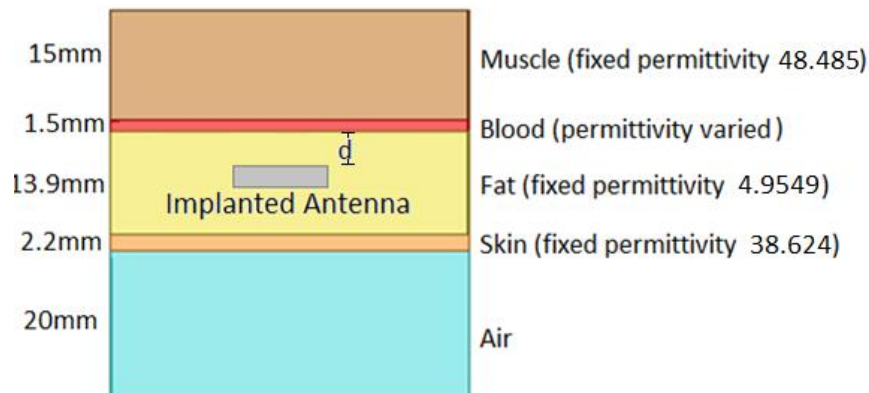 15mm
Muscle (fixed permittivity 48.485)
1.5mm
Blood (permittivity varied )
d
13.9mm
Fat (fixed permittivity 4.9549)
Implanted Antenna
2.2mm
Skin (fixed permittivity 38.624)
20mm
Air